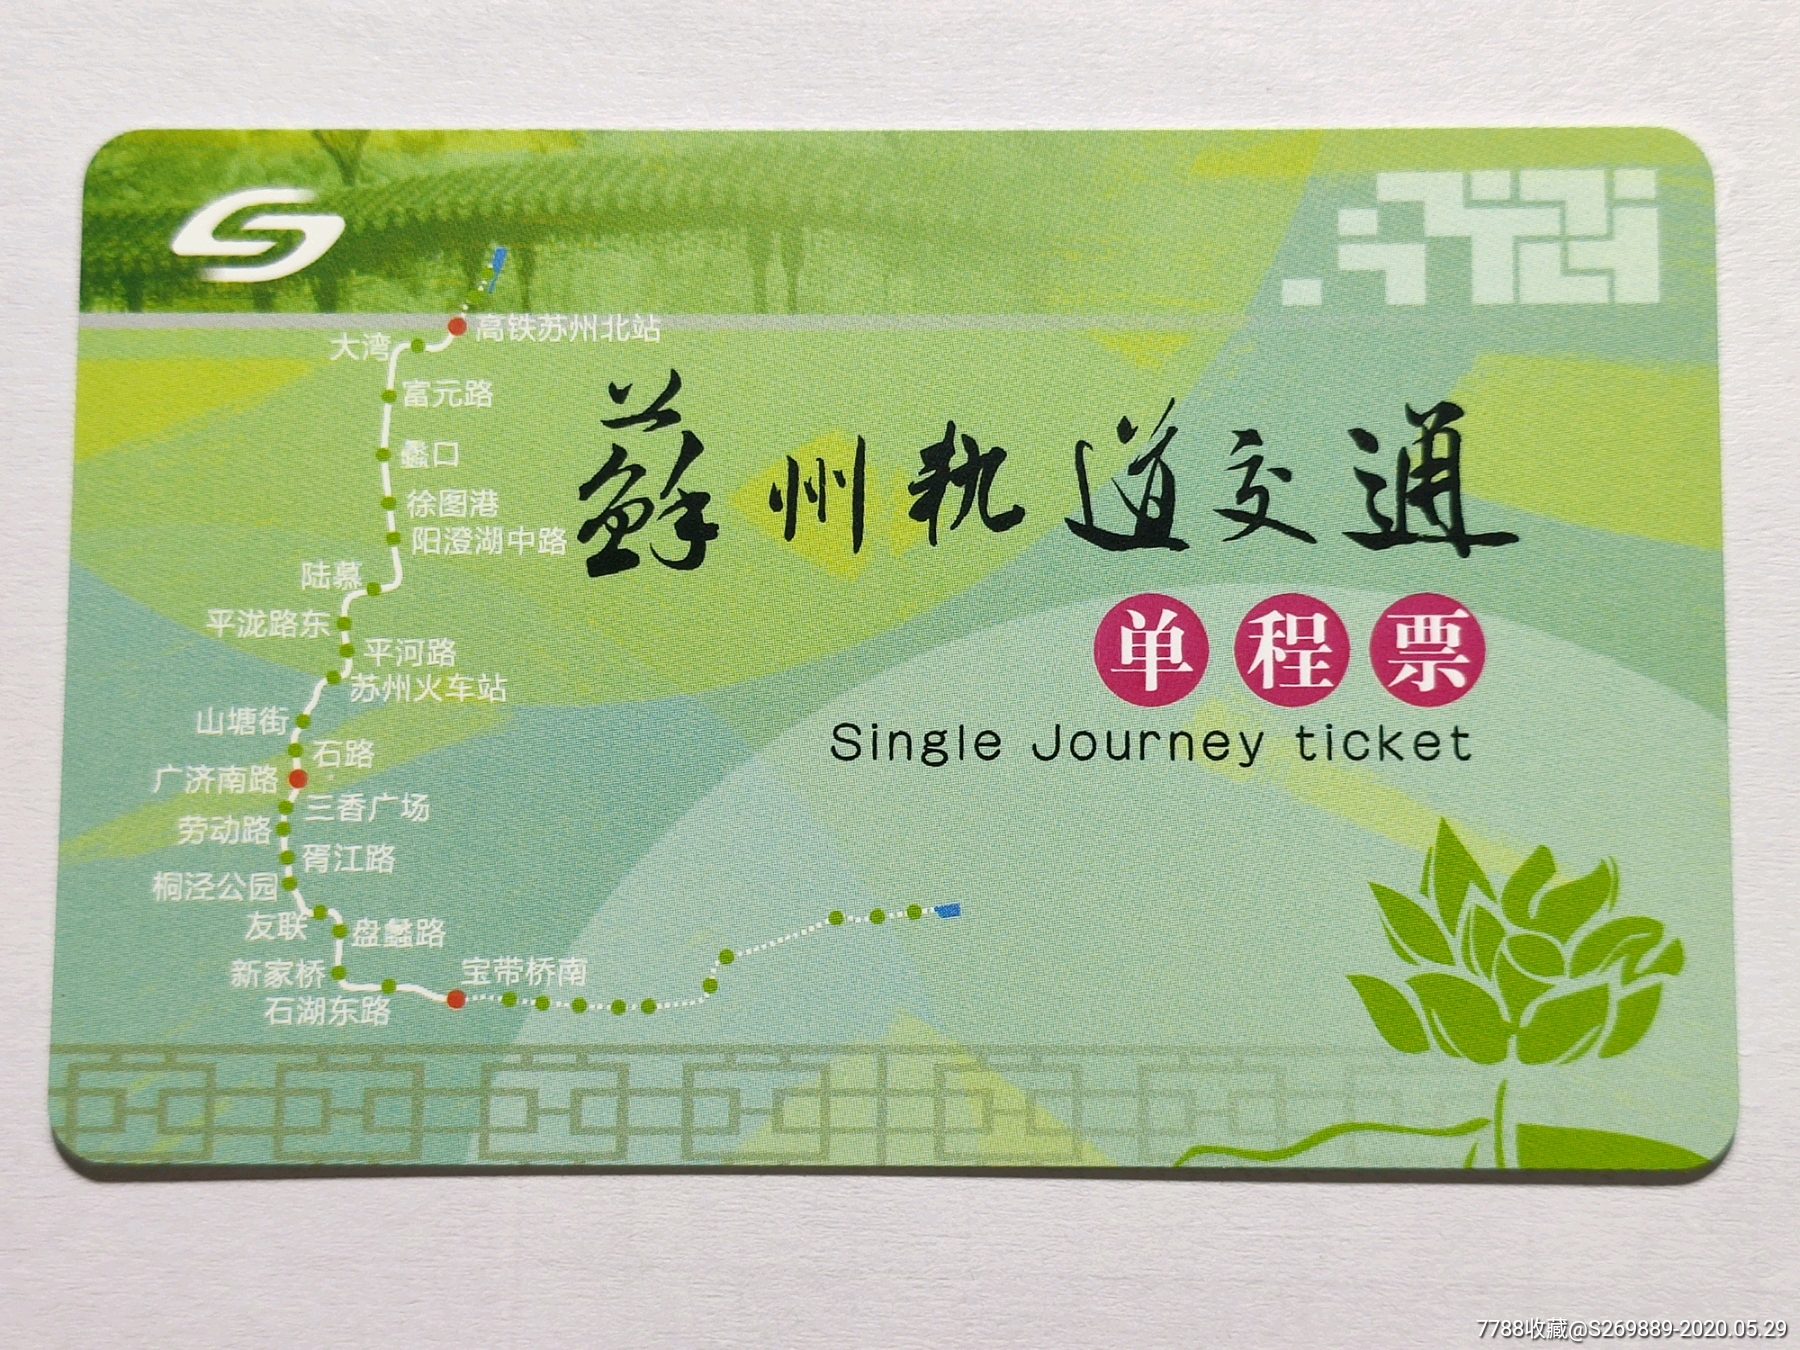 高铁苏州北站
大湾
富元路
蠡口
徐图港
阳澄湖中路
陆慕
平泷路东
平河路
苏州火车站
山塘街
石路
广济南路
三香广场
劳动路
胥江路
桐泾公园
友联
盘蠡路
新家桥
石湖东路
宝带桥南
蘇州軌道交通
单程票
Single Journey ticket
7788收藏@S269889-2020.05.29